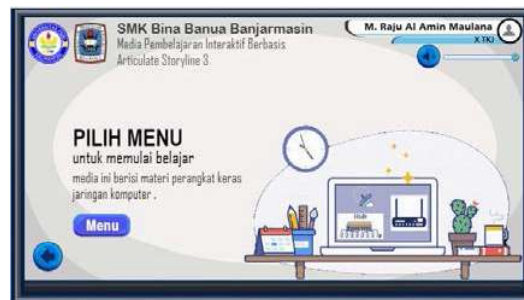 SMK Bina Banua Banjarmasin
Media Pembelajaran Interaktif Berbasis
Articulate Storyline 3
M. Raju Al Amin Maulana
X TKJ
PILIH MENU
untuk memulai belajar
media ini berisi materi perangkat keras
jaringan komputer .
Menu
Hub